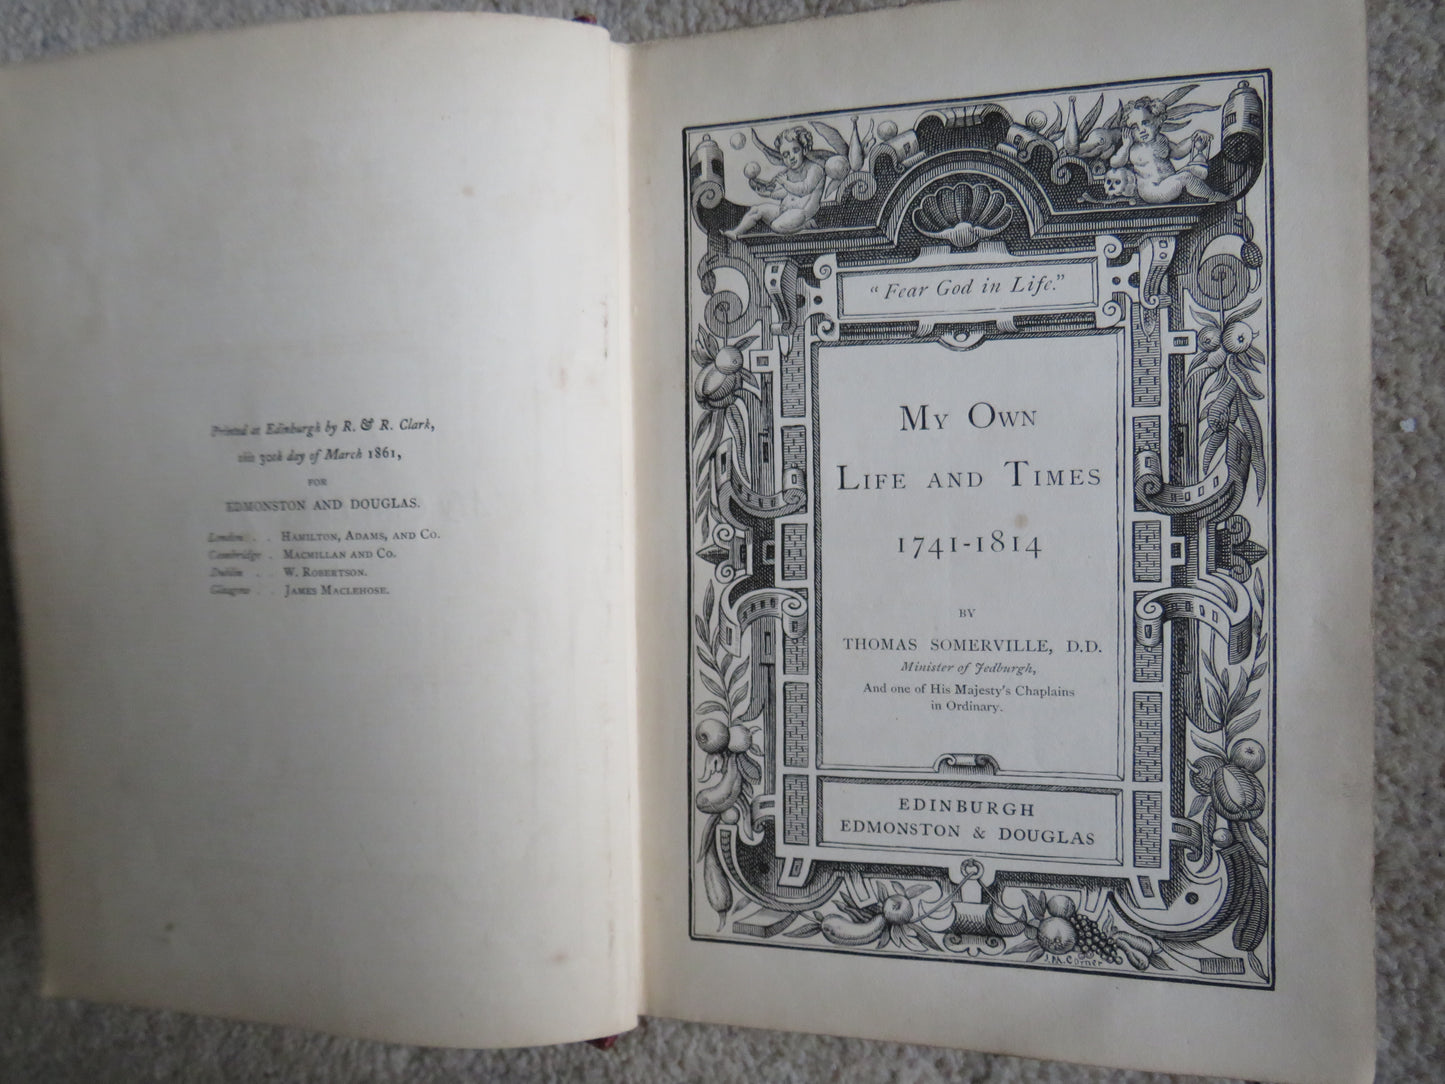 Printed at Edinburgh by R. & R. Clark,
this 30th day of March 1861,
FOR
EDMONSTON AND DOUGLAS.
London . . HAMILTON, ADAMS, AND CO.
Cambridge . MACMILLAN AND CO.
Dublin . . W. ROBERTSON.
Glasgow . . JAMES MACLEHOSE.
"Fear God in Life."
MY OWN
LIFE AND TIMES
1741-1814
BY
THOMAS SOMERVILLE, D.D.
Minister of Jedburgh,
And one of His Majesty's Chaplains
in Ordinary.
EDINBURGH
EDMONSTON & DOUGLAS
J.M. Corner